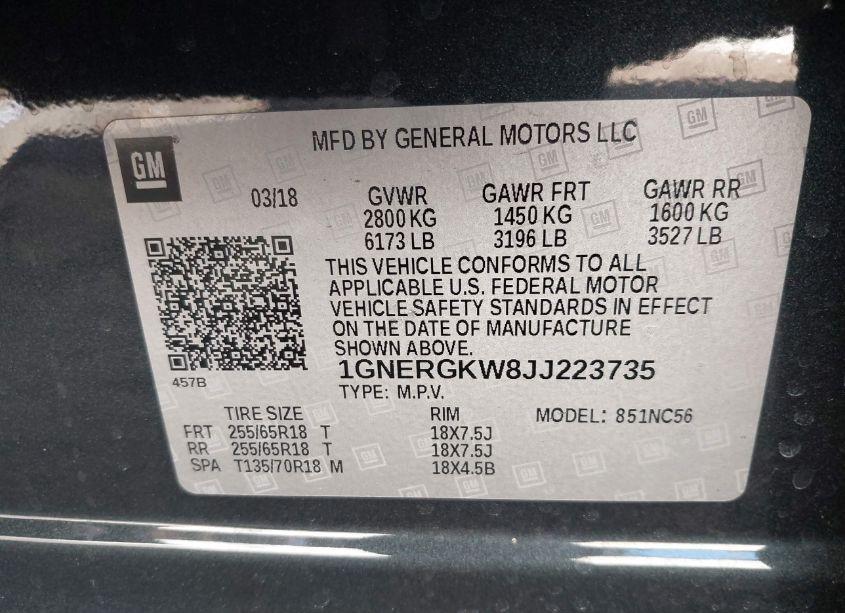 GM
MFD BY GENERAL MOTORS LLC
03/18 GVWR GAWR FRT GAWR RR
2800 KG 1450 KG 1600 KG
6173 LB 3196 LB 3527 LB
THIS VEHICLE CONFORMS TO ALL
APPLICABLE U.S. FEDERAL MOTOR
VEHICLE SAFETY STANDARDS IN EFFECT
ON THE DATE OF MANUFACTURE
SHOWN ABOVE.
1GNERGKW8JJ223735
457B
TYPE: M.P.V.
TIRE SIZE RIM MODEL: 851NC56
FRT 255/65R18 T 18X7.5J
RR 255/65R18 T 18X7.5J
SPA T135/70R18 M 18X4.5B